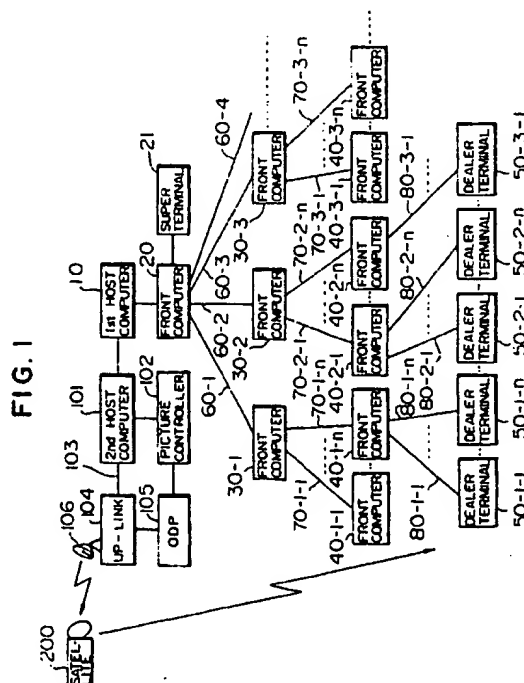 FIG. 1
200
SATEL-
LITE
106
104
UP-LINK
103
101
2nd HOST
COMPUTER
10
1st HOST
COMPUTER
105
ODP
102
PICTURE
CONTROLLER
20
FRONT
COMPUTER
21
SUPER
TERMINAL
60-1
60-2
60-3
60-4
30-1
FRONT
COMPUTER
30-2
FRONT
COMPUTER
30-3
FRONT
COMPUTER
70-1-1
70-1-n
70-2-1
70-2-n
70-3-1
70-3-n
40-1-1
FRONT
COMPUTER
40-1-n
FRONT
COMPUTER
40-2-1
FRONT
COMPUTER
40-2-n
FRONT
COMPUTER
40-3-1
FRONT
COMPUTER
40-3-n
FRONT
COMPUTER
80-1-1
80-1-n
80-2-1
80-2-n
80-3-1
DEALER
TERMINAL
50-1-1
DEALER
TERMINAL
50-1-n
DEALER
TERMINAL
50-2-1
DEALER
TERMINAL
50-2-n
DEALER
TERMINAL
50-3-1